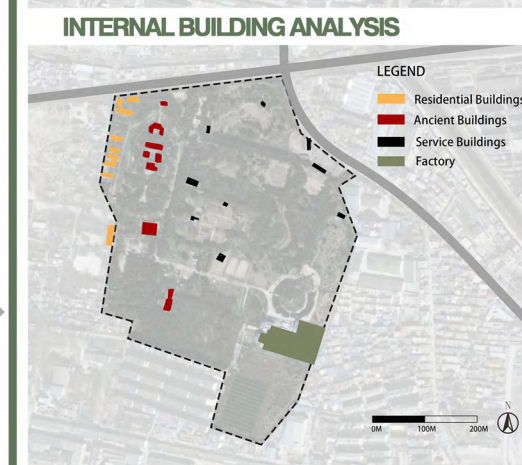 INTERNAL BUILDING ANALYSIS
LEGEND
Residential Buildings
Ancient Buildings
Service Buildings
Factory
N
0M 100M 200M